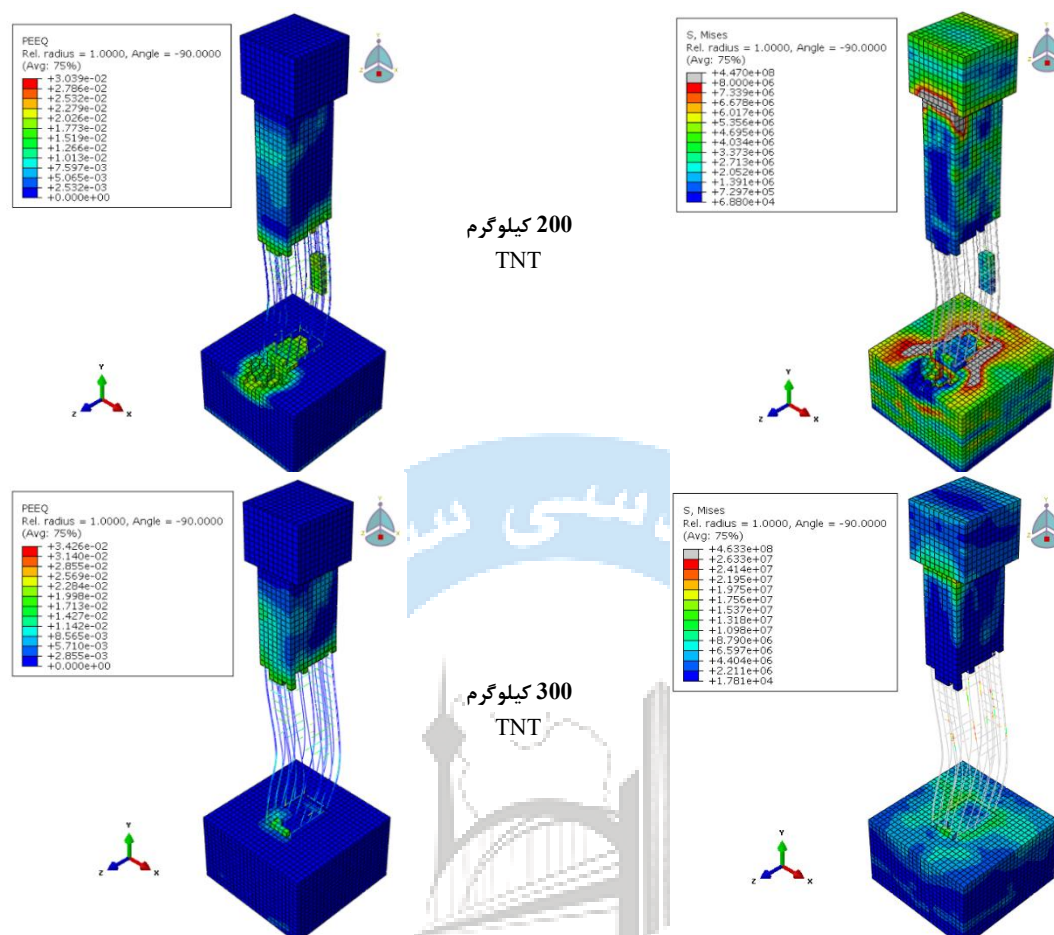 PEEQ
Rel. radius = 1.0000, Angle = -90.0000
(Avg: 75%)
+3.039e-02
+2.786e-02
+2.532e-02
+2.279e-02
+2.026e-02
+1.773e-02
+1.519e-02
+1.266e-02
+1.013e-02
+7.597e-03
+5.065e-03
+2.532e-03
+0.000e+00
Y
Z
X
200 کیلوگرم
TNT
S, Mises
Rel. radius = 1.0000, Angle = -90.0000
(Avg: 75%)
+4.470e+08
+8.000e+06
+7.339e+06
+6.678e+06
+6.017e+06
+5.356e+06
+4.695e+06
+4.034e+06
+3.373e+06
+2.713e+06
+2.052e+06
+1.391e+06
+7.297e+05
+6.880e+04
Y
Z
X
PEEQ
Rel. radius = 1.0000, Angle = -90.0000
(Avg: 75%)
+3.426e-02
+3.140e-02
+2.855e-02
+2.569e-02
+2.284e-02
+1.998e-02
+1.713e-02
+1.427e-02
+1.142e-02
+8.565e-03
+5.710e-03
+2.855e-03
+0.000e+00
Y
Z
X
300 کیلوگرم
TNT
S, Mises
Rel. radius = 1.0000, Angle = -90.0000
(Avg: 75%)
+4.633e+08
+2.633e+07
+2.414e+07
+2.195e+07
+1.975e+07
+1.756e+07
+1.537e+07
+1.318e+07
+1.098e+07
+8.790e+06
+6.597e+06
+4.404e+06
+2.211e+06
+1.781e+04
Y
Z
X